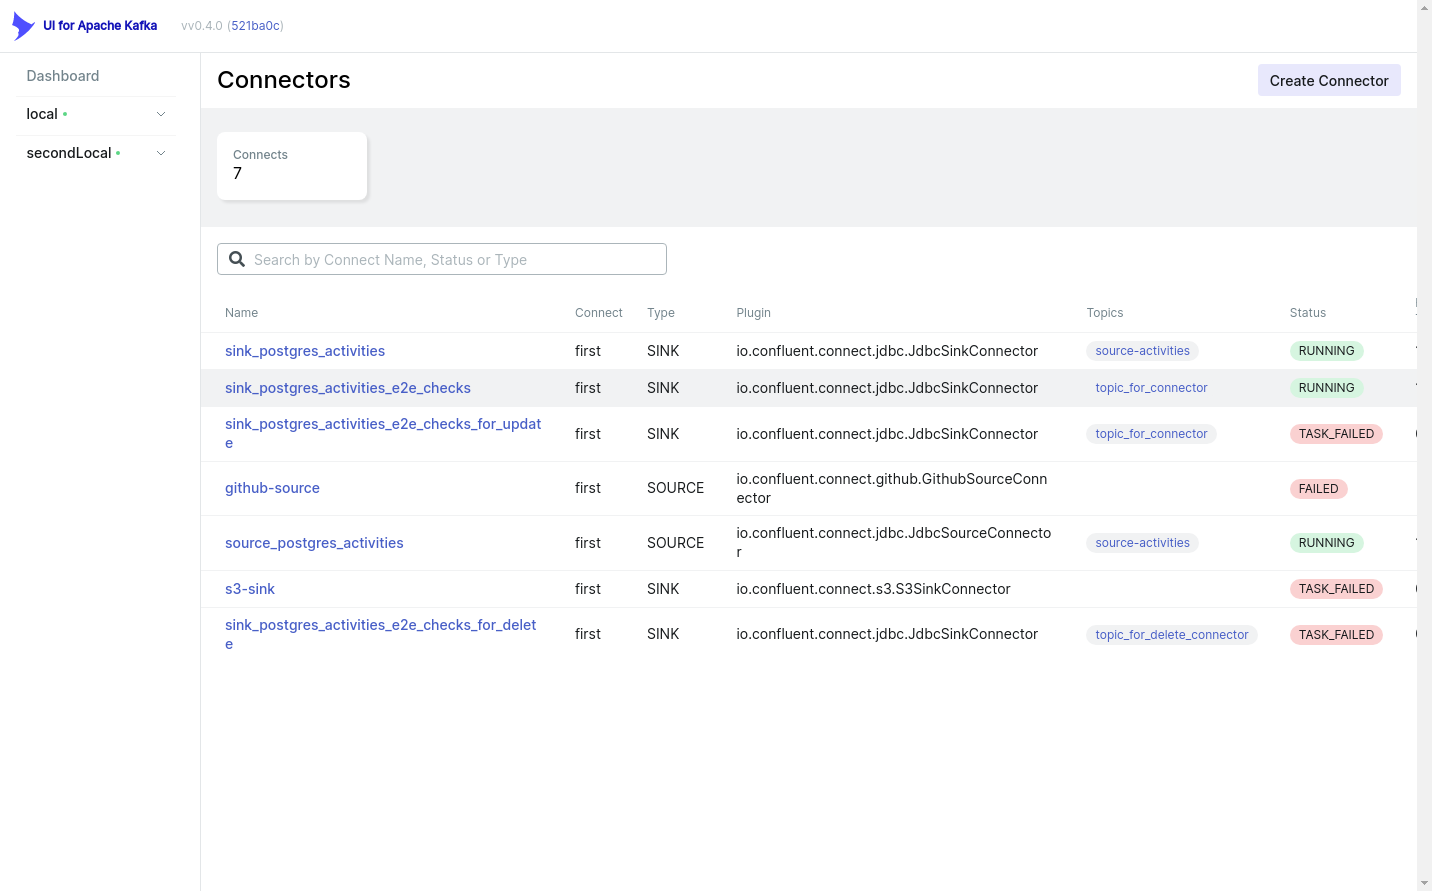 UI for Apache Kafka vv0.4.0 (521ba0c)
Dashboard
local
secondLocal
Connectors
Create Connector
Connects
7
Search by Connect Name, Status or Type
Name Connect Type Plugin Topics Status
sink_postgres_activities first SINK io.confluent.connect.jdbc.JdbcSinkConnector source-activities RUNNING
sink_postgres_activities_e2e_checks first SINK io.confluent.connect.jdbc.JdbcSinkConnector topic_for_connector RUNNING
sink_postgres_activities_e2e_checks_for_updat
e
first SINK io.confluent.connect.jdbc.JdbcSinkConnector topic_for_connector TASK_FAILED
github-source first SOURCE
io.confluent.connect.github.GithubSourceConn
ector
FAILED
source_postgres_activities first SOURCE
io.confluent.connect.jdbc.JdbcSourceConnecto
r
source-activities RUNNING
s3-sink first SINK io.confluent.connect.s3.S3SinkConnector TASK_FAILED
sink_postgres_activities_e2e_checks_for_delet
e
first SINK io.confluent.connect.jdbc.JdbcSinkConnector topic_for_delete_connector TASK_FAILED